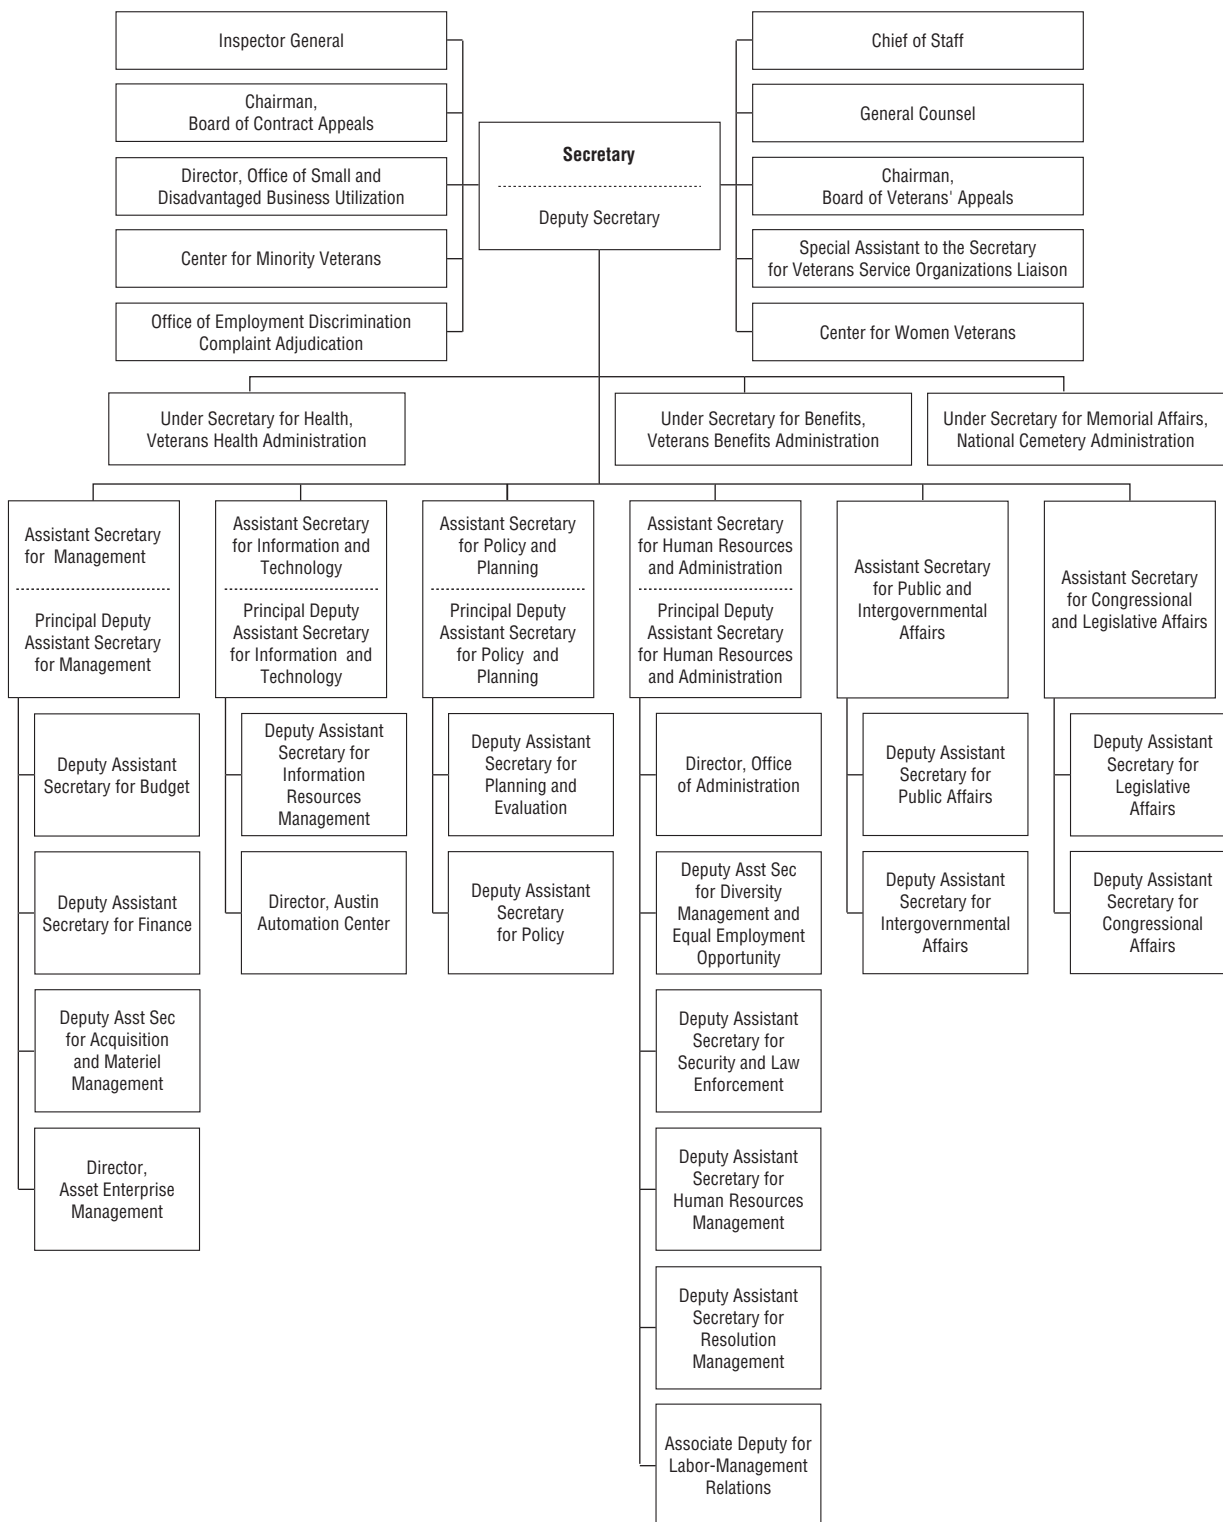 Inspector General
Chairman,
Board of Contract Appeals
Director, Office of Small and
Disadvantaged Business Utilization
Center for Minority Veterans
Office of Employment Discrimination
Complaint Adjudication
Secretary
Deputy Secretary
Chief of Staff
General Counsel
Chairman,
Board of Veterans' Appeals
Special Assistant to the Secretary
for Veterans Service Organizations Liaison
Center for Women Veterans
Under Secretary for Health,
Veterans Health Administration
Under Secretary for Benefits,
Veterans Benefits Administration
Under Secretary for Memorial Affairs,
National Cemetery Administration
Assistant Secretary
for Management
Principal Deputy
Assistant Secretary
for Management
Deputy Assistant
Secretary for Budget
Deputy Assistant
Secretary for Finance
Deputy Asst Sec
for Acquisition
and Materiel
Management
Director,
Asset Enterprise
Management
Assistant Secretary
for Information and
Technology
Principal Deputy
Assistant Secretary
for Information and
Technology
Deputy Assistant
Secretary for
Information
Resources
Management
Director, Austin
Automation Center
Assistant Secretary
for Policy and
Planning
Principal Deputy
Assistant Secretary
for Policy and
Planning
Deputy Assistant
Secretary for
Planning and
Evaluation
Deputy Assistant
Secretary
for Policy
Assistant Secretary
for Human Resources
and Administration
Principal Deputy
Assistant Secretary
for Human Resources
and Administration
Director, Office
of Administration
Deputy Asst Sec
for Diversity
Management and
Equal Employment
Opportunity
Deputy Assistant
Secretary for
Security and Law
Enforcement
Deputy Assistant
Secretary for
Human Resources
Management
Deputy Assistant
Secretary for
Resolution
Management
Associate Deputy for
Labor-Management
Relations
Assistant Secretary
for Public and
Intergovernmental
Affairs
Deputy Assistant
Secretary for
Public Affairs
Deputy Assistant
Secretary for
Intergovernmental
Affairs
Assistant Secretary
for Congressional
and Legislative Affairs
Deputy Assistant
Secretary for
Legislative
Affairs
Deputy Assistant
Secretary for
Congressional
Affairs